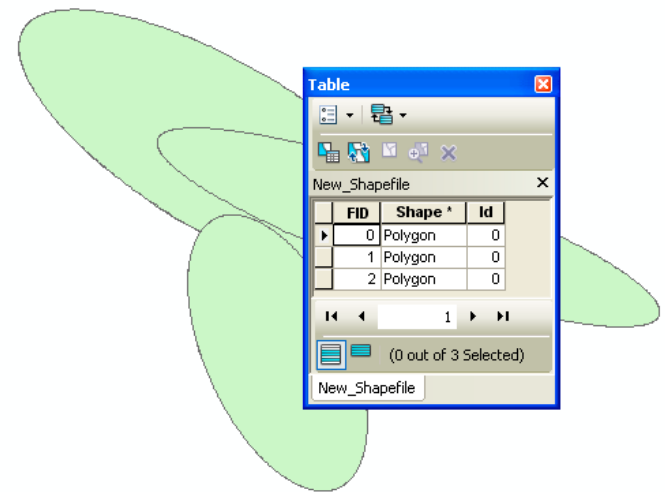 Table
New_Shapefile
FID Shape * Id
0 Polygon 0
1 Polygon 0
2 Polygon 0
1
(0 out of 3 Selected)
New_Shapefile